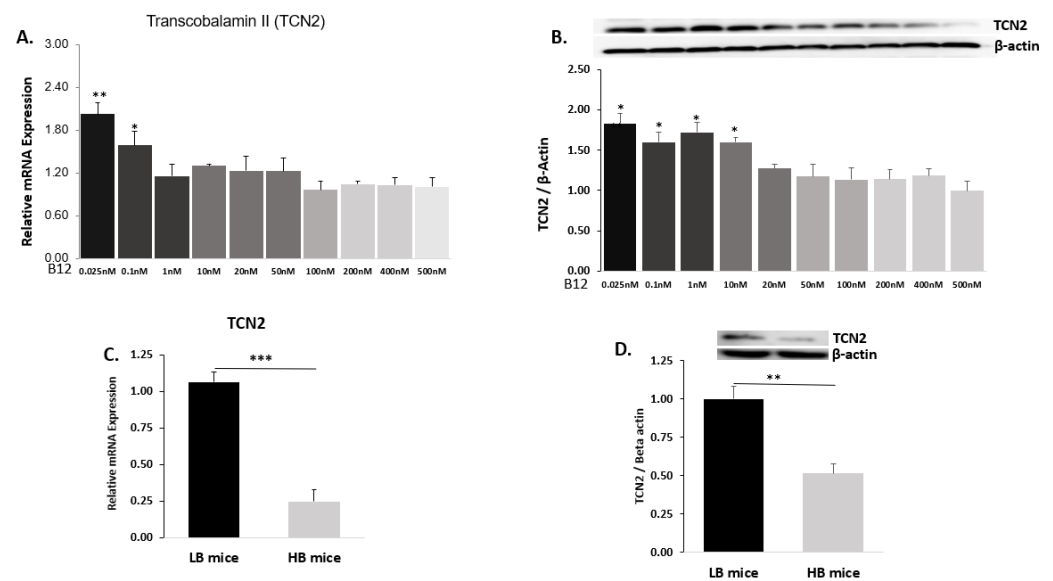 Transcobalamin II (TCN2)
A.
Relative mRNA Expression
3.00
2.40
1.80
1.20
0.60
0.00
**
*
B12 0.025nM 0.1nM 1nM 10nM 20nM 50nM 100nM 200nM 400nM 500nM
B.
TCN2
β-actin
TCN2 / β-Actin
2.50
2.00
1.50
1.00
0.50
0.00
* * * *
B12 0.025nM 0.1nM 1nM 10nM 20nM 50nM 100nM 200nM 400nM 500nM
TCN2
C.
Relative mRNA Expression
1.25
1.00
0.75
0.50
0.25
0.00
***
LB mice HB mice
D.
TCN2
β-actin
TCN2 / Beta actin
1.25
1.00
0.75
0.50
0.25
0.00
**
LB mice HB mice